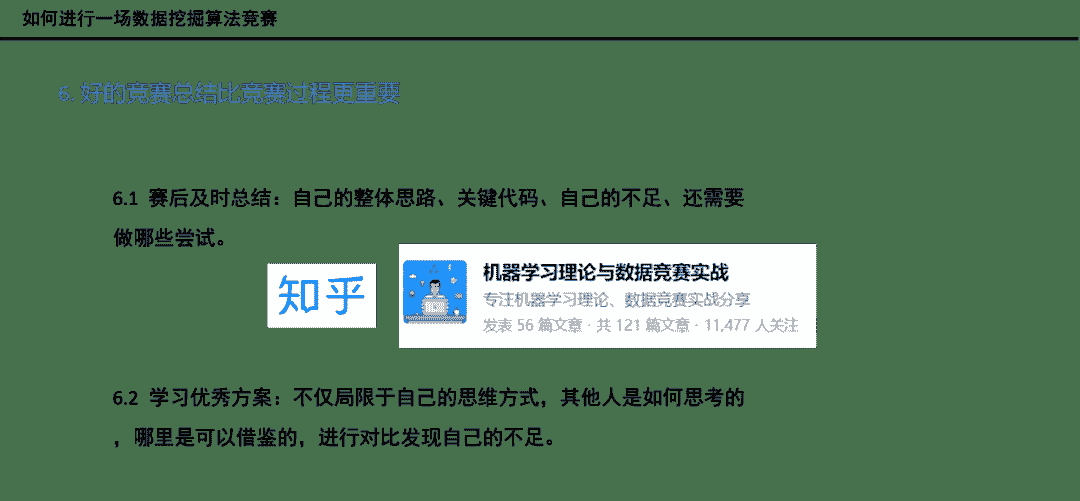 如何进行一场数据挖掘算法竞赛
6. 好的竞赛总结比竞赛过程更重要
6.1 赛后及时总结：自己的整体思路、关键代码、自己的不足、还需要
做哪些尝试。
知乎
机器学习理论与数据竞赛实战
专注机器学习理论、数据竞赛实战分享
发表 56 篇文章 · 共 121 篇文章 · 11,477 人关注
6.2 学习优秀方案：不仅局限于自己的思维方式，其他人是如何思考的
，哪里是可以借鉴的，进行对比发现自己的不足。